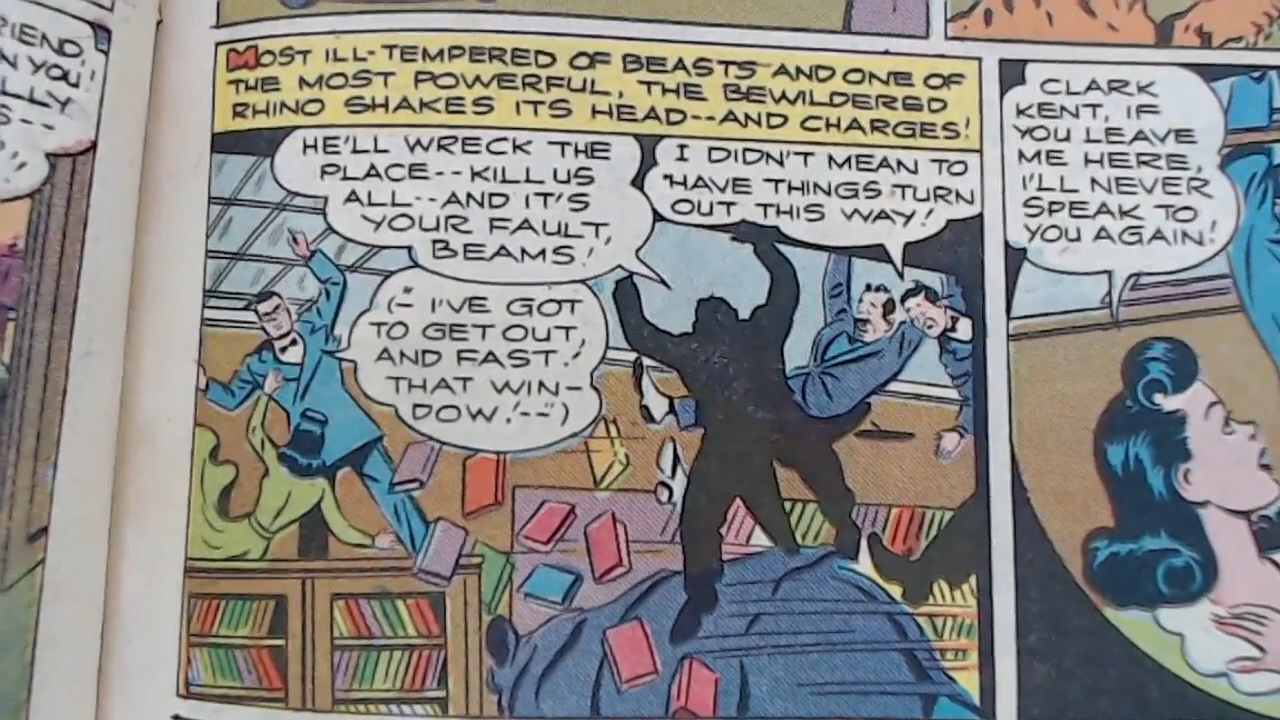 RIEND,
N YOU
LLY
S--
MOST ILL-TEMPERED OF BEASTS AND ONE OF
THE MOST POWERFUL, THE BEWILDERED
RHINO SHAKES ITS HEAD--AND CHARGES!
HE'LL WRECK THE
PLACE--KILL US
ALL--AND IT'S
YOUR FAULT,
BEAMS!
I DIDN'T MEAN TO
HAVE THINGS TURN
OUT THIS WAY!
(-- I'VE GOT
TO GET OUT,
AND FAST!
THAT WIN-
DOW!--")
CLARK
KENT, IF
YOU LEAVE
ME HERE,
I'LL NEVER
SPEAK TO
YOU AGAIN!